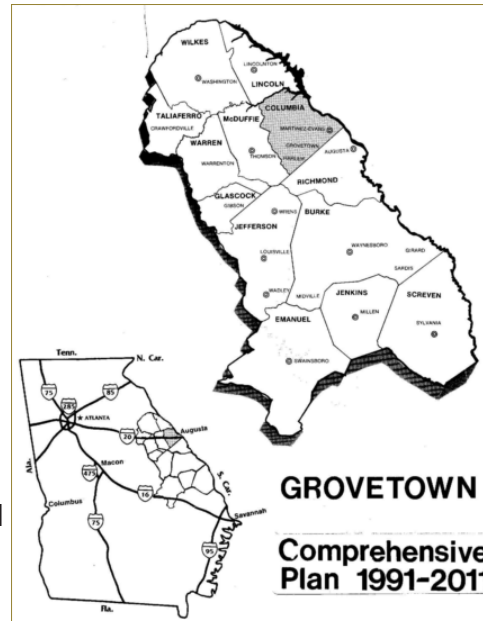 WILKES
LINCOLNTON
WASHINGTON
LINCOLN
COLUMBIA
TALIAFERRO
McDUFFIE
MARTINEZ-EVANS
CRAWFORDVILLE
WARREN
GROVETOWN
AUGUSTA
WARRENTON
THOMSON
HARLEM
RICHMOND
GLASCOCK
GIBSON
WRENS
BURKE
JEFFERSON
WAYNESBORO
GIRARD
LOUISVILLE
SARDIS
WADLEY
MIDVILLE
JENKINS
SCREVEN
EMANUEL
MILLEN
SYLVANIA
SWAINSBORO
Tenn.
N. Car.
75
85
285
ATLANTA
20
Augusta
Ala.
Macon
475
S. Car.
16
Columbus
Savannah
75
95
Fla.
GROVETOWN
Comprehensive
Plan 1991-2011